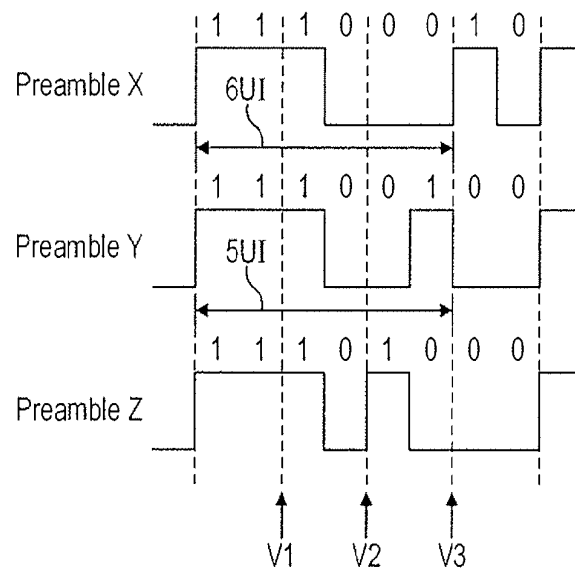 1 1 1 0 0 0 1 0
Preamble X
6UI
1 1 1 0 0 1 0 0
Preamble Y
5UI
1 1 1 0 1 0 0 0
Preamble Z
V1 V2 V3